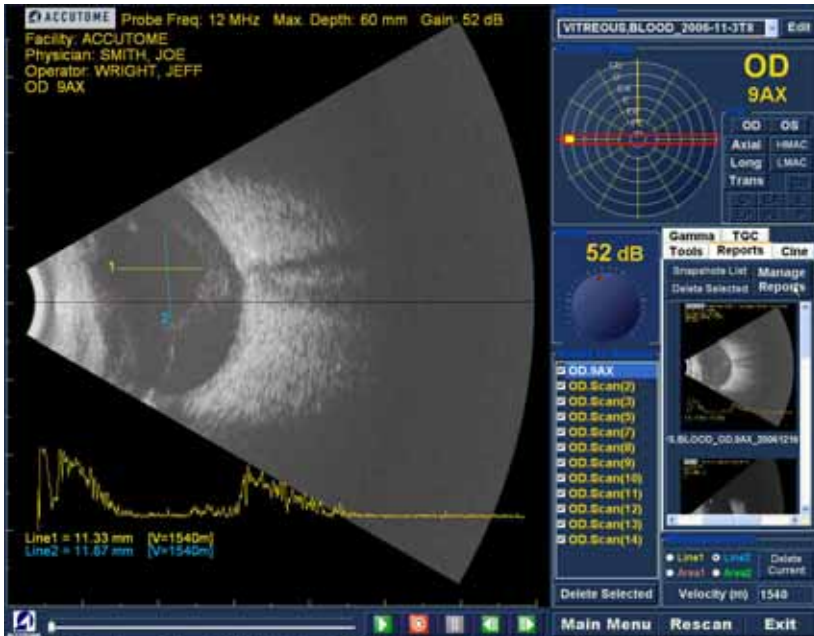 ACCUTOME Probe Freq: 12 MHz Max. Depth: 60 mm Gain: 52 dB
Facility: ACCUTOME
Physician: SMITH, JOE
Operator: WRIGHT, JEFF
OD 9AX
1
2
Line1 = 11.33 mm [V=1540m]
Line2 = 11.87 mm [V=1540m]
VITREOUS,BLOOD_2006-11-3T8 Edit
OD
9AX
OD OS
Axial HMAC
Long LMAC
Trans
52 dB
Gamma TGC
Tools Reports Cine
Snapshots List Manage Reports
Delete Selected
OD.9AX
OD.Scan(2)
OD.Scan(3)
OD.Scan(5)
OD.Scan(7)
OD.Scan(8)
OD.Scan(9)
OD.Scan(10)
OD.Scan(11)
OD.Scan(12)
OD.Scan(13)
OD.Scan(14)
Delete Selected
Line1 Line2 Delete Current
Area1 Area2
Velocity (m) 1540
Main Menu Rescan Exit